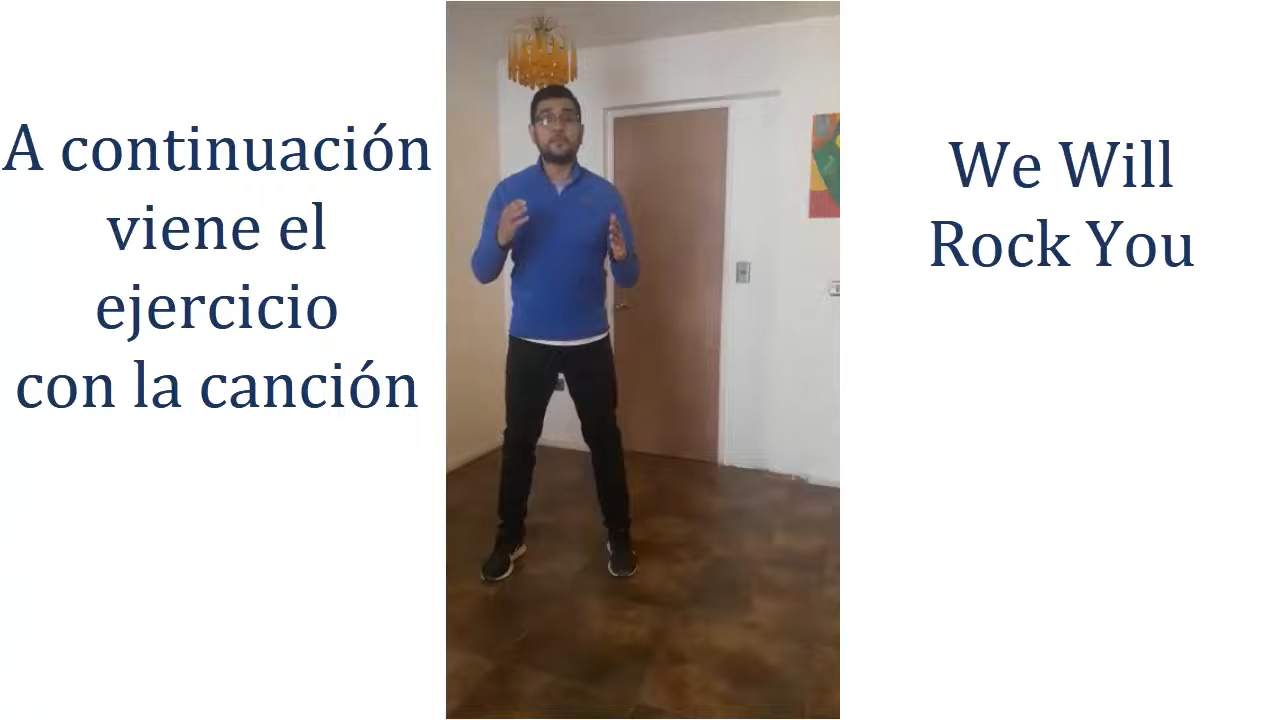 A continuación
viene el
ejercicio
con la canción
We Will
Rock You